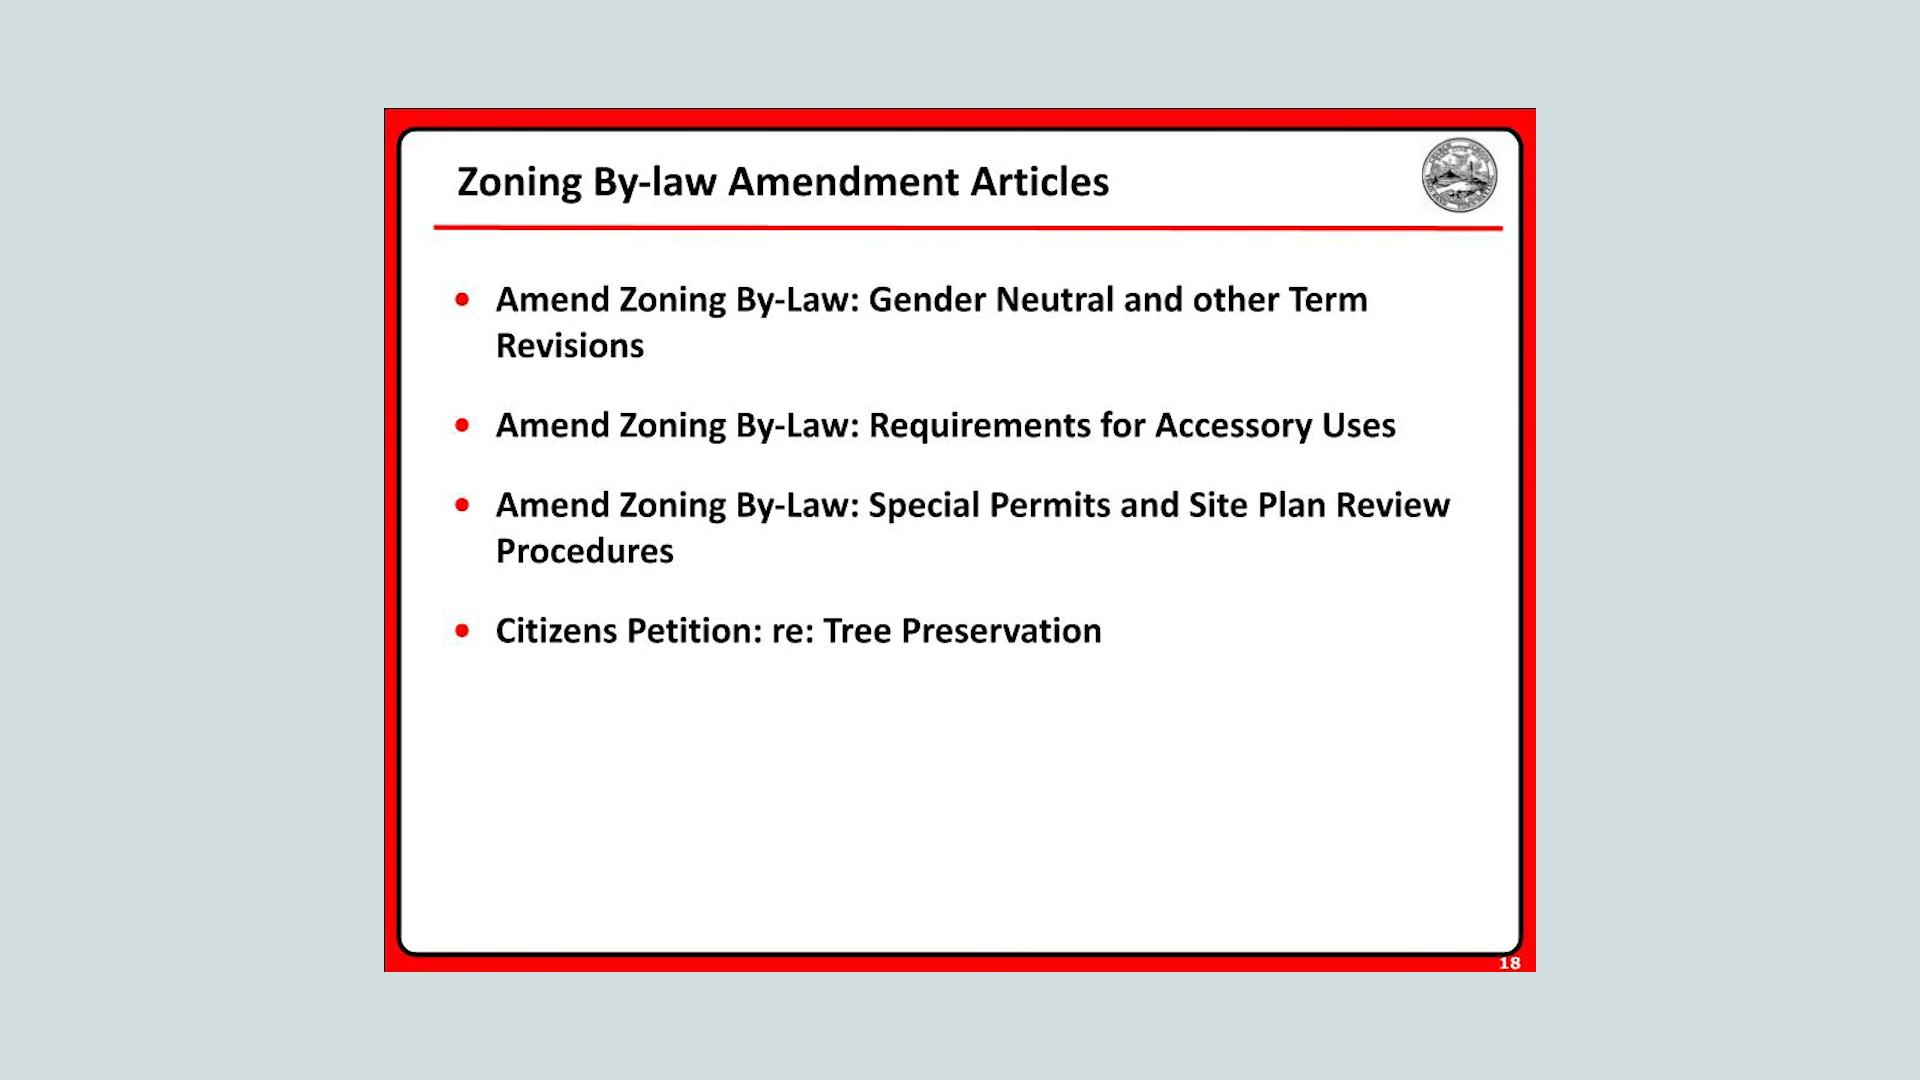 Zoning By-law Amendment Articles
• Amend Zoning By-Law: Gender Neutral and other Term
Revisions
• Amend Zoning By-Law: Requirements for Accessory Uses
• Amend Zoning By-Law: Special Permits and Site Plan Review
Procedures
• Citizens Petition: re: Tree Preservation
18